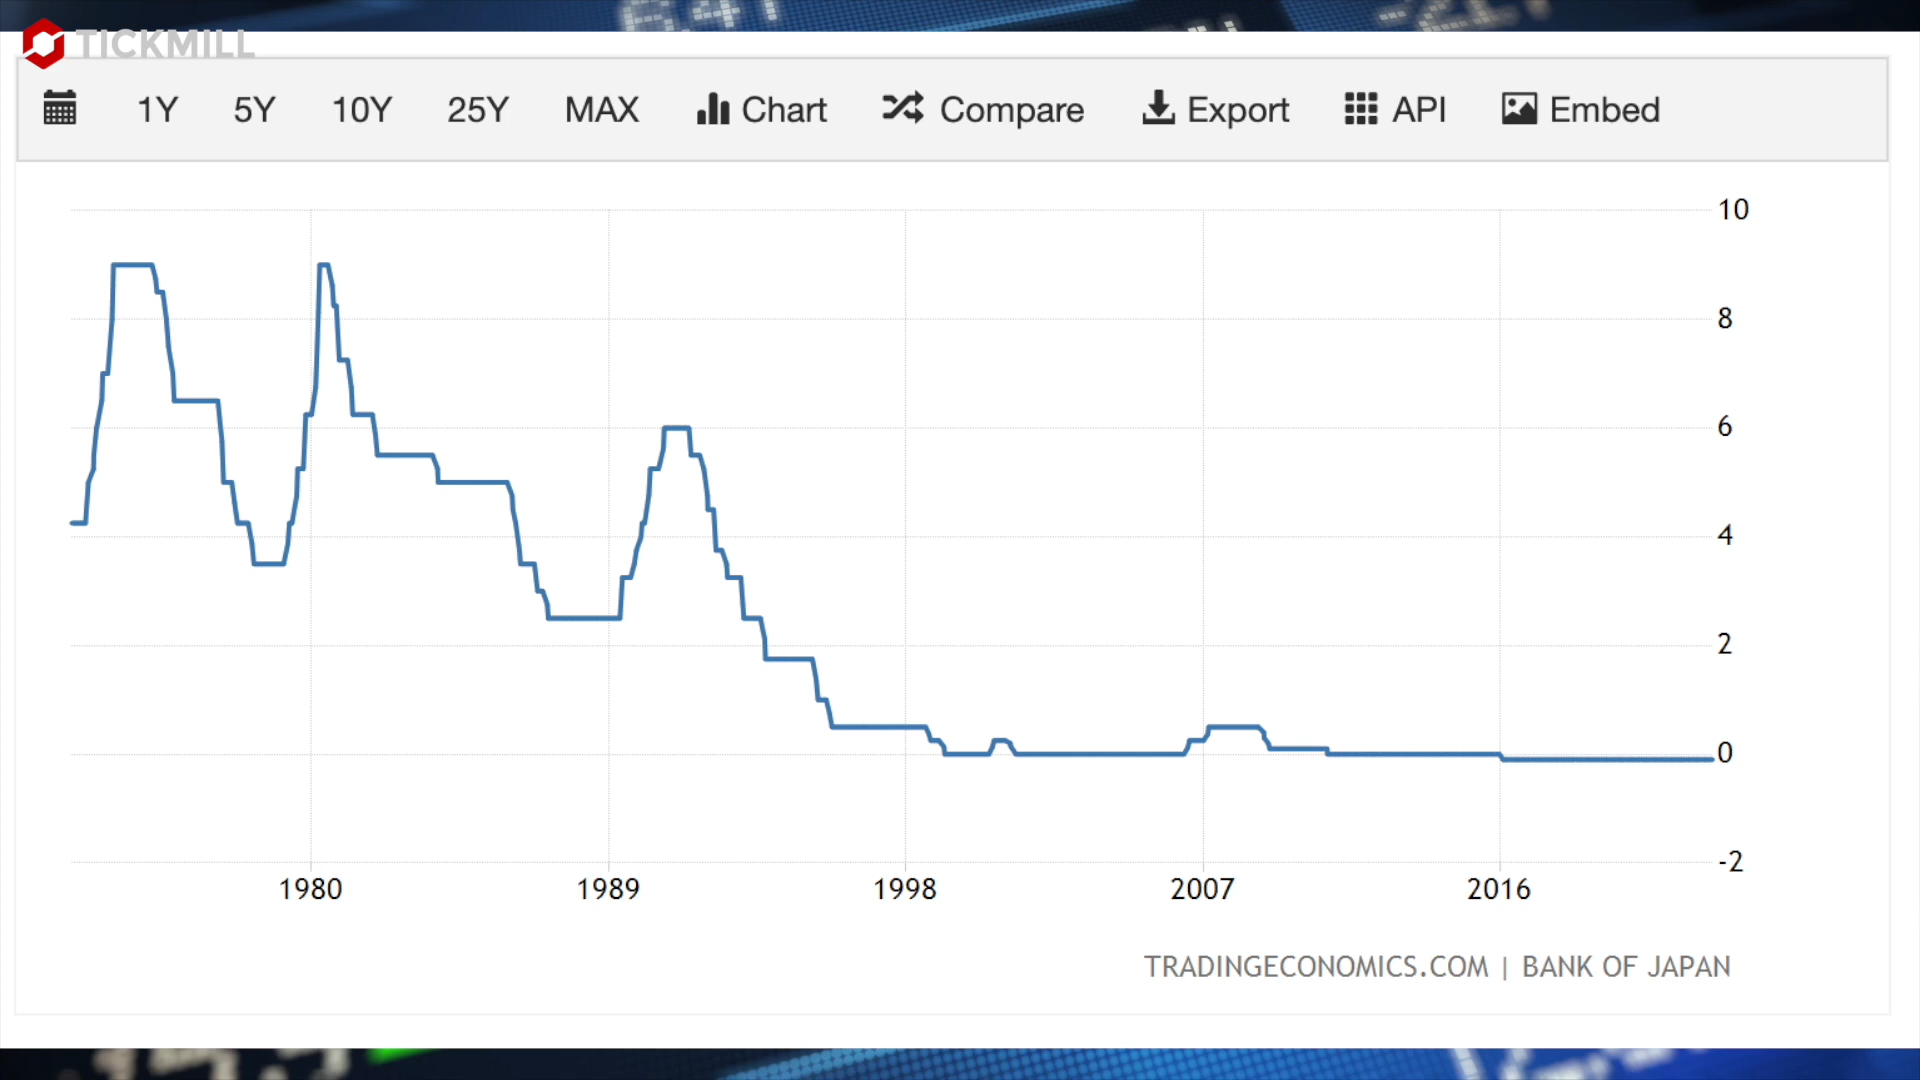 TICKMILL
1Y 5Y 10Y 25Y MAX Chart Compare Export API Embed
10
8
6
4
2
0
-2
1980 1989 1998 2007 2016
TRADINGECONOMICS.COM | BANK OF JAPAN